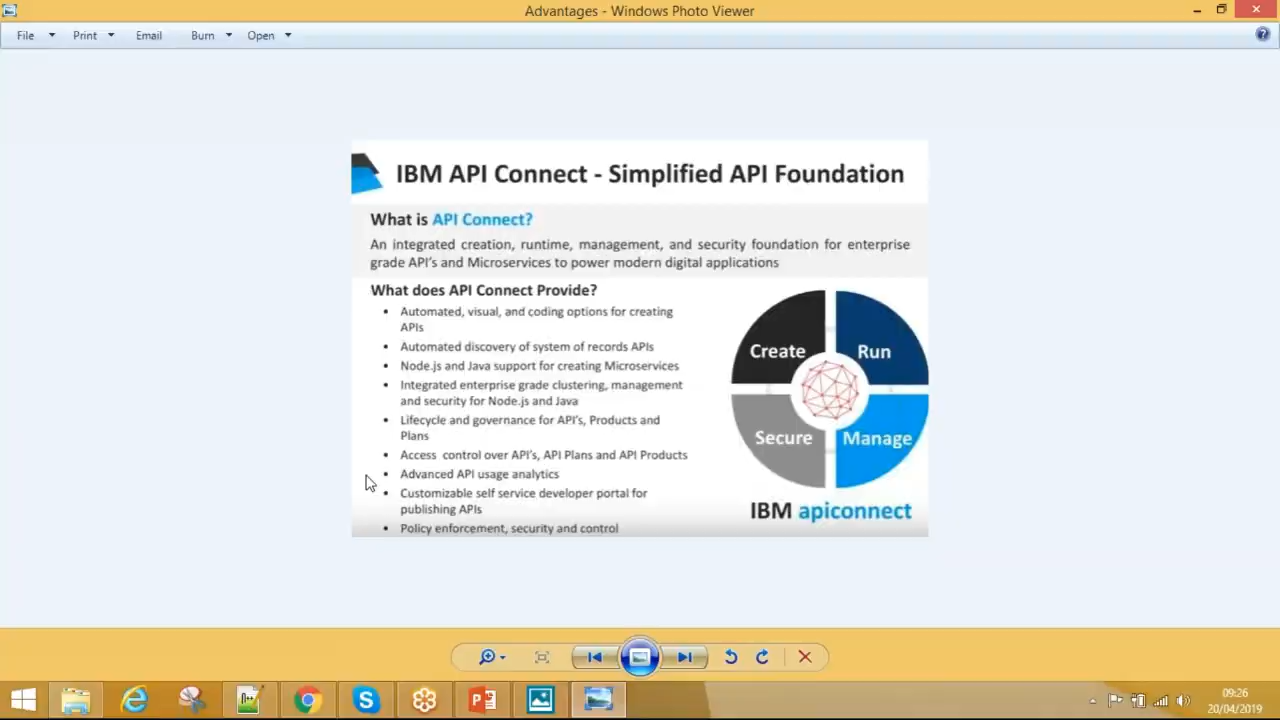 Advantages - Windows Photo Viewer
File
Print
Email
Burn
Open
IBM API Connect - Simplified API Foundation
What is API Connect?
An integrated creation, runtime, management, and security foundation for enterprise
grade API's and Microservices to power modern digital applications
What does API Connect Provide?
• Automated, visual, and coding options for creating
APIs
• Automated discovery of system of records APIs
• Node.js and Java support for creating Microservices
• Integrated enterprise grade clustering, management
and security for Node.js and Java
• Lifecycle and governance for API's, Products and
Plans
• Access control over API's, API Plans and API Products
• Advanced API usage analytics
• Customizable self service developer portal for
publishing APIs
• Policy enforcement, security and control
Create
Run
Secure
Manage
IBM apiconnect
09:26
20/04/2019